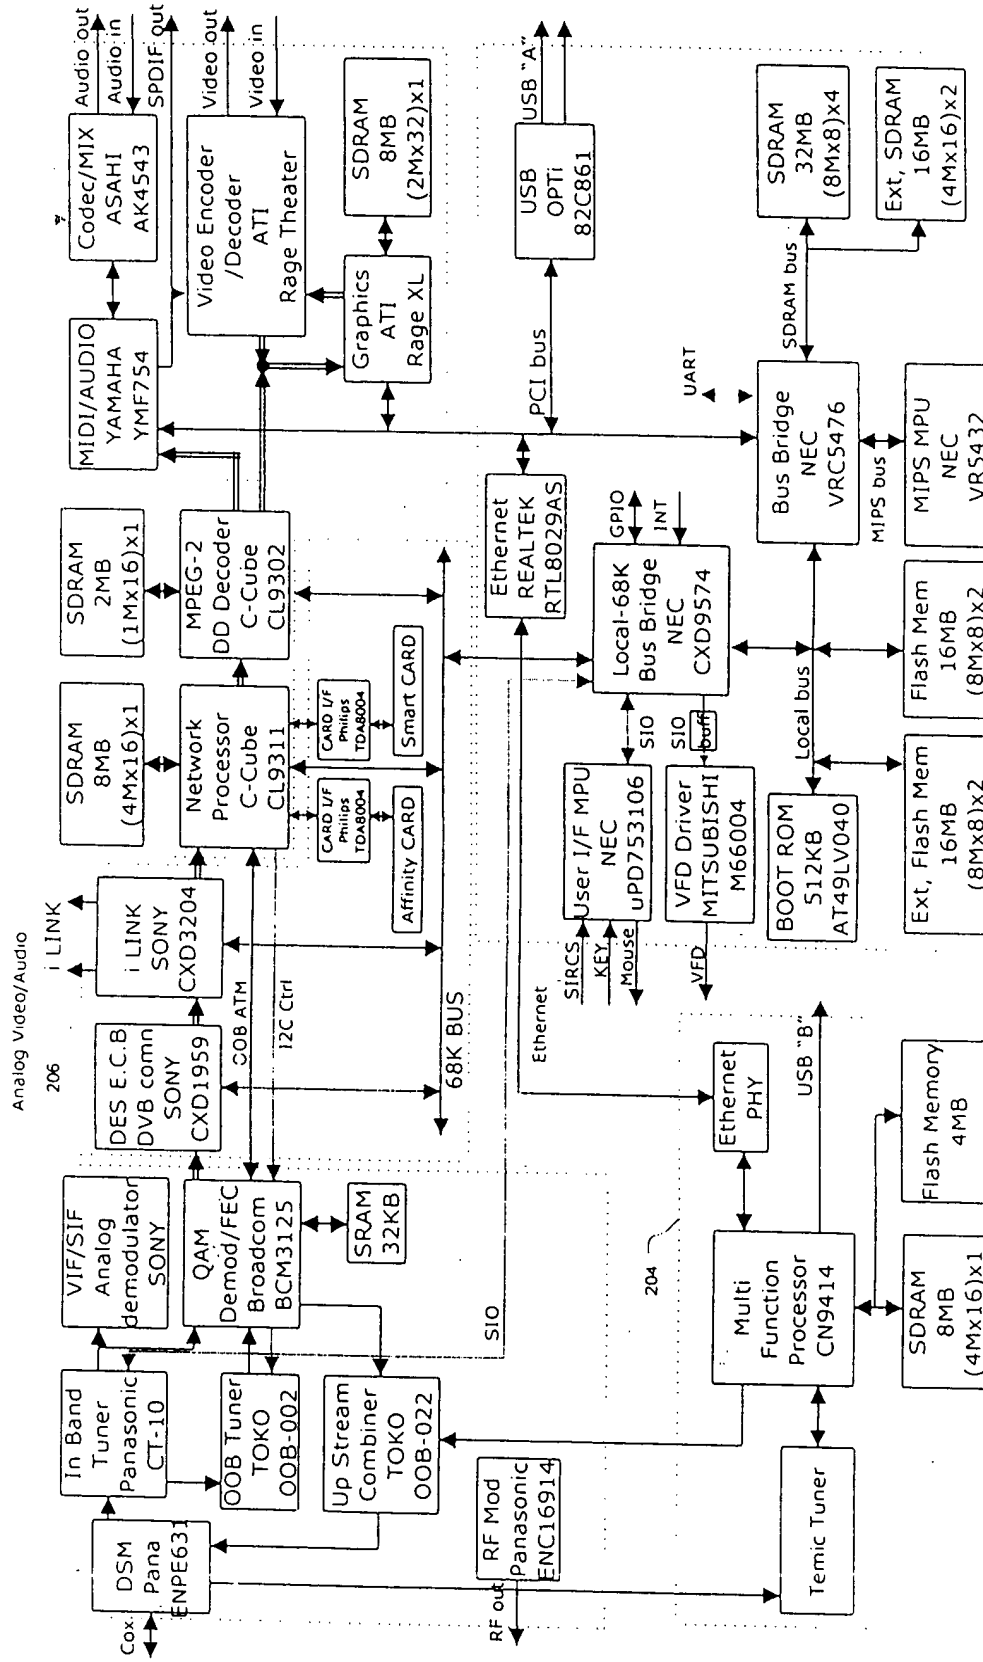 Analog Video/Audio
206
i LINK
Cox.
DSM
Pana
ENPE631
In Band
Tuner
Panasonic
CT-10
VIF/SIF
Analog
demodulator
SONY
OOB Tuner
TOKO
OOB-002
QAM
Demod/FEC
Broadcom
BCM3125
SRAM
32KB
Up Stream
Combiner
TOKO
OOB-022
RF Mod
Panasonic
ENC16914
RF out
SIO
DES E.C.B.
DVB comn
SONY
CXD1959
i LINK
SONY
CXD3204
OOB ATM
I2C Ctrl
68K BUS
SDRAM
8MB
(4Mx16)x1
Network
Processor
C-Cube
CL9311
CARD I/F
Philips
TDA8004
Affinity CARD
CARD I/F
Philips
TDA8004
Smart CARD
SDRAM
2MB
(1Mx16)x1
MPEG-2
DD Decoder
C-Cube
CL9302
MIDI/AUDIO
YAMAHA
YMF754
Codec/MIX
ASAHI
AK4543
Audio out
Audio in
SPDIF out
Video Encoder
/Decoder
ATI
Rage Theater
Video out
Video in
Graphics
ATI
Rage XL
SDRAM
8MB
(2Mx32)x1
PCI bus
USB
OPTi
82C861
USB "A"
Ethernet
REALTEK
RTL8029AS
Ethernet
Local-68K
Bus Bridge
NEC
CXD9574
GPIO
INT
SIO
SIO
buff
User I/F MPU
NEC
uPD753106
SIRCS
KEY
Mouse
VFD Driver
MITSUBISHI
M66004
VFD
UART
Bus Bridge
NEC
VRC5476
SDRAM bus
SDRAM
32MB
(8Mx8)x4
Ext, SDRAM
16MB
(4Mx16)x2
MIPS bus
MIPS MPU
NEC
VR5432
Local bus
BOOT ROM
512KB
AT49LV040
Flash Mem
16MB
(8Mx8)x2
Ext, Flash Mem
16MB
(8Mx8)x2
204
Ethernet
PHY
USB "B"
Multi
Function
Processor
CN9414
Temic Tuner
Flash Memory
4MB
SDRAM
8MB
(4Mx16)x1